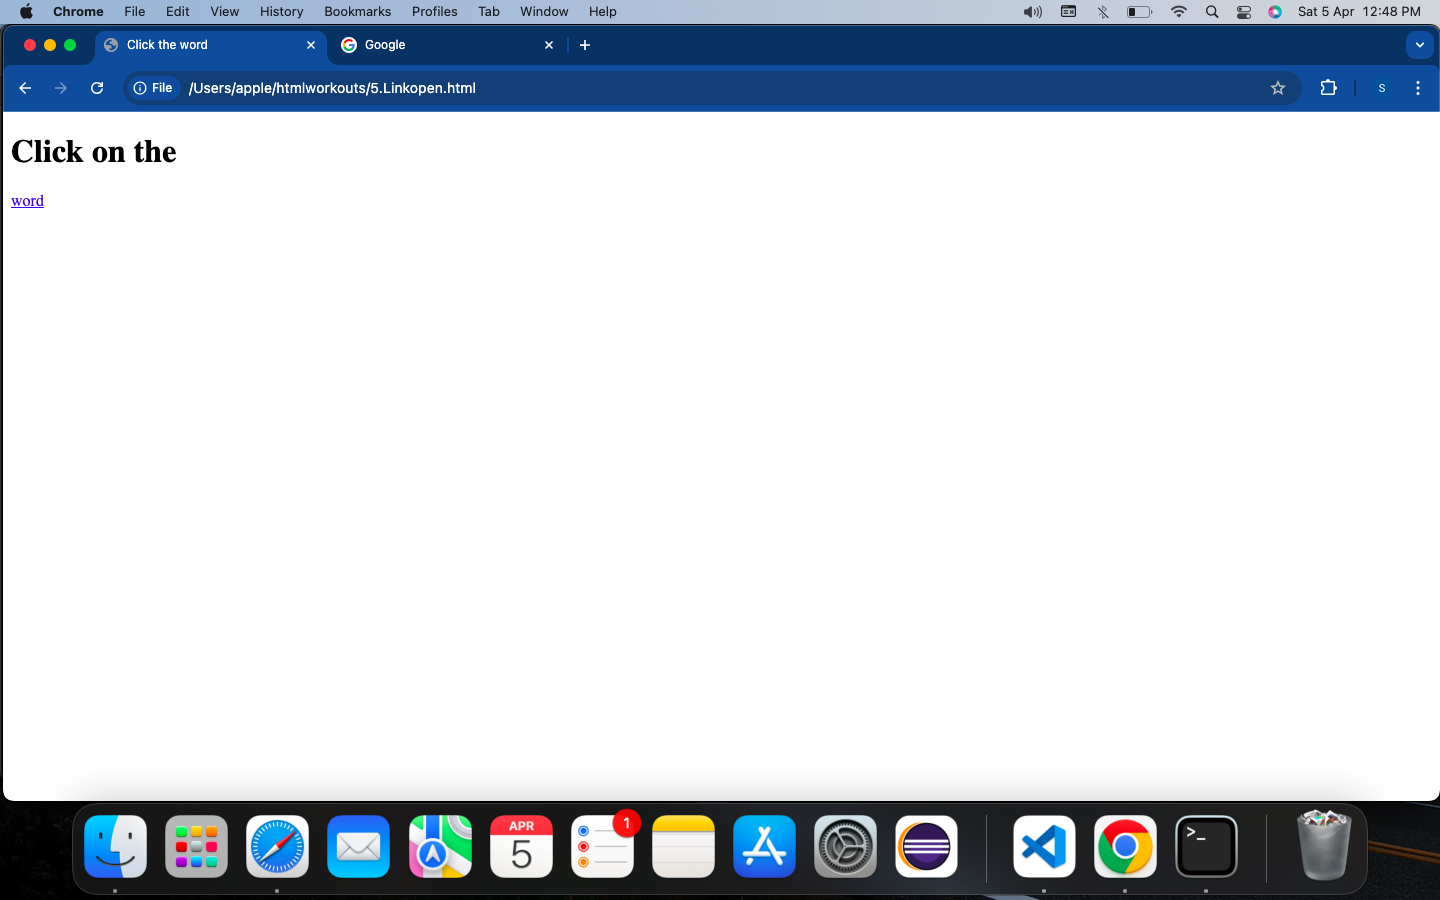 Chrome File Edit View History Bookmarks Profiles Tab Window Help Sat 5 Apr 12:48 PM
Click the word Google
File /Users/apple/htmlworkouts/5.Linkopen.html S
Click on the
word
APR
5
1
>_